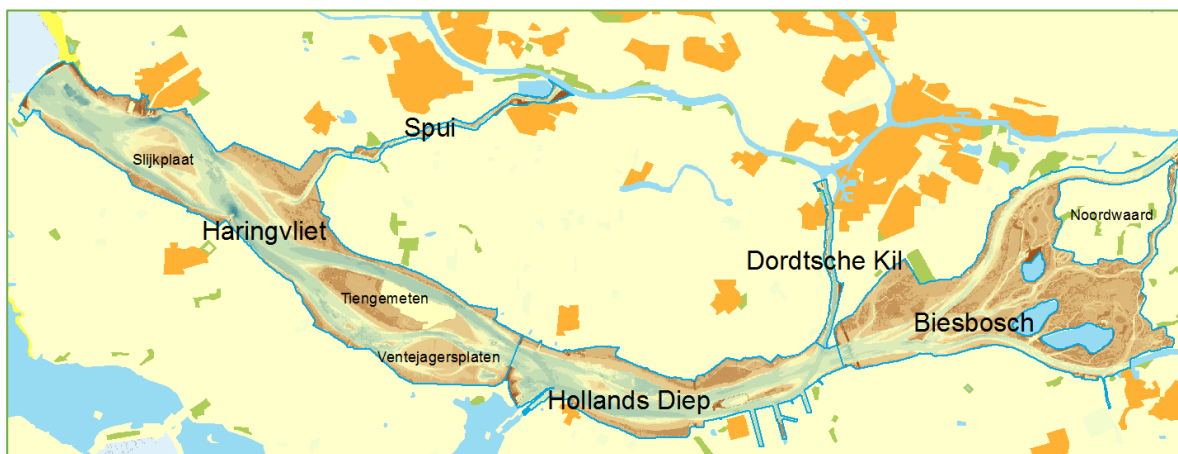 Spui
Slijkplaat
Noordwaard
Haringvliet
Dordtsche Kil
Tiengemeten
Biesbosch
Ventejagersplaten
Hollands Diep